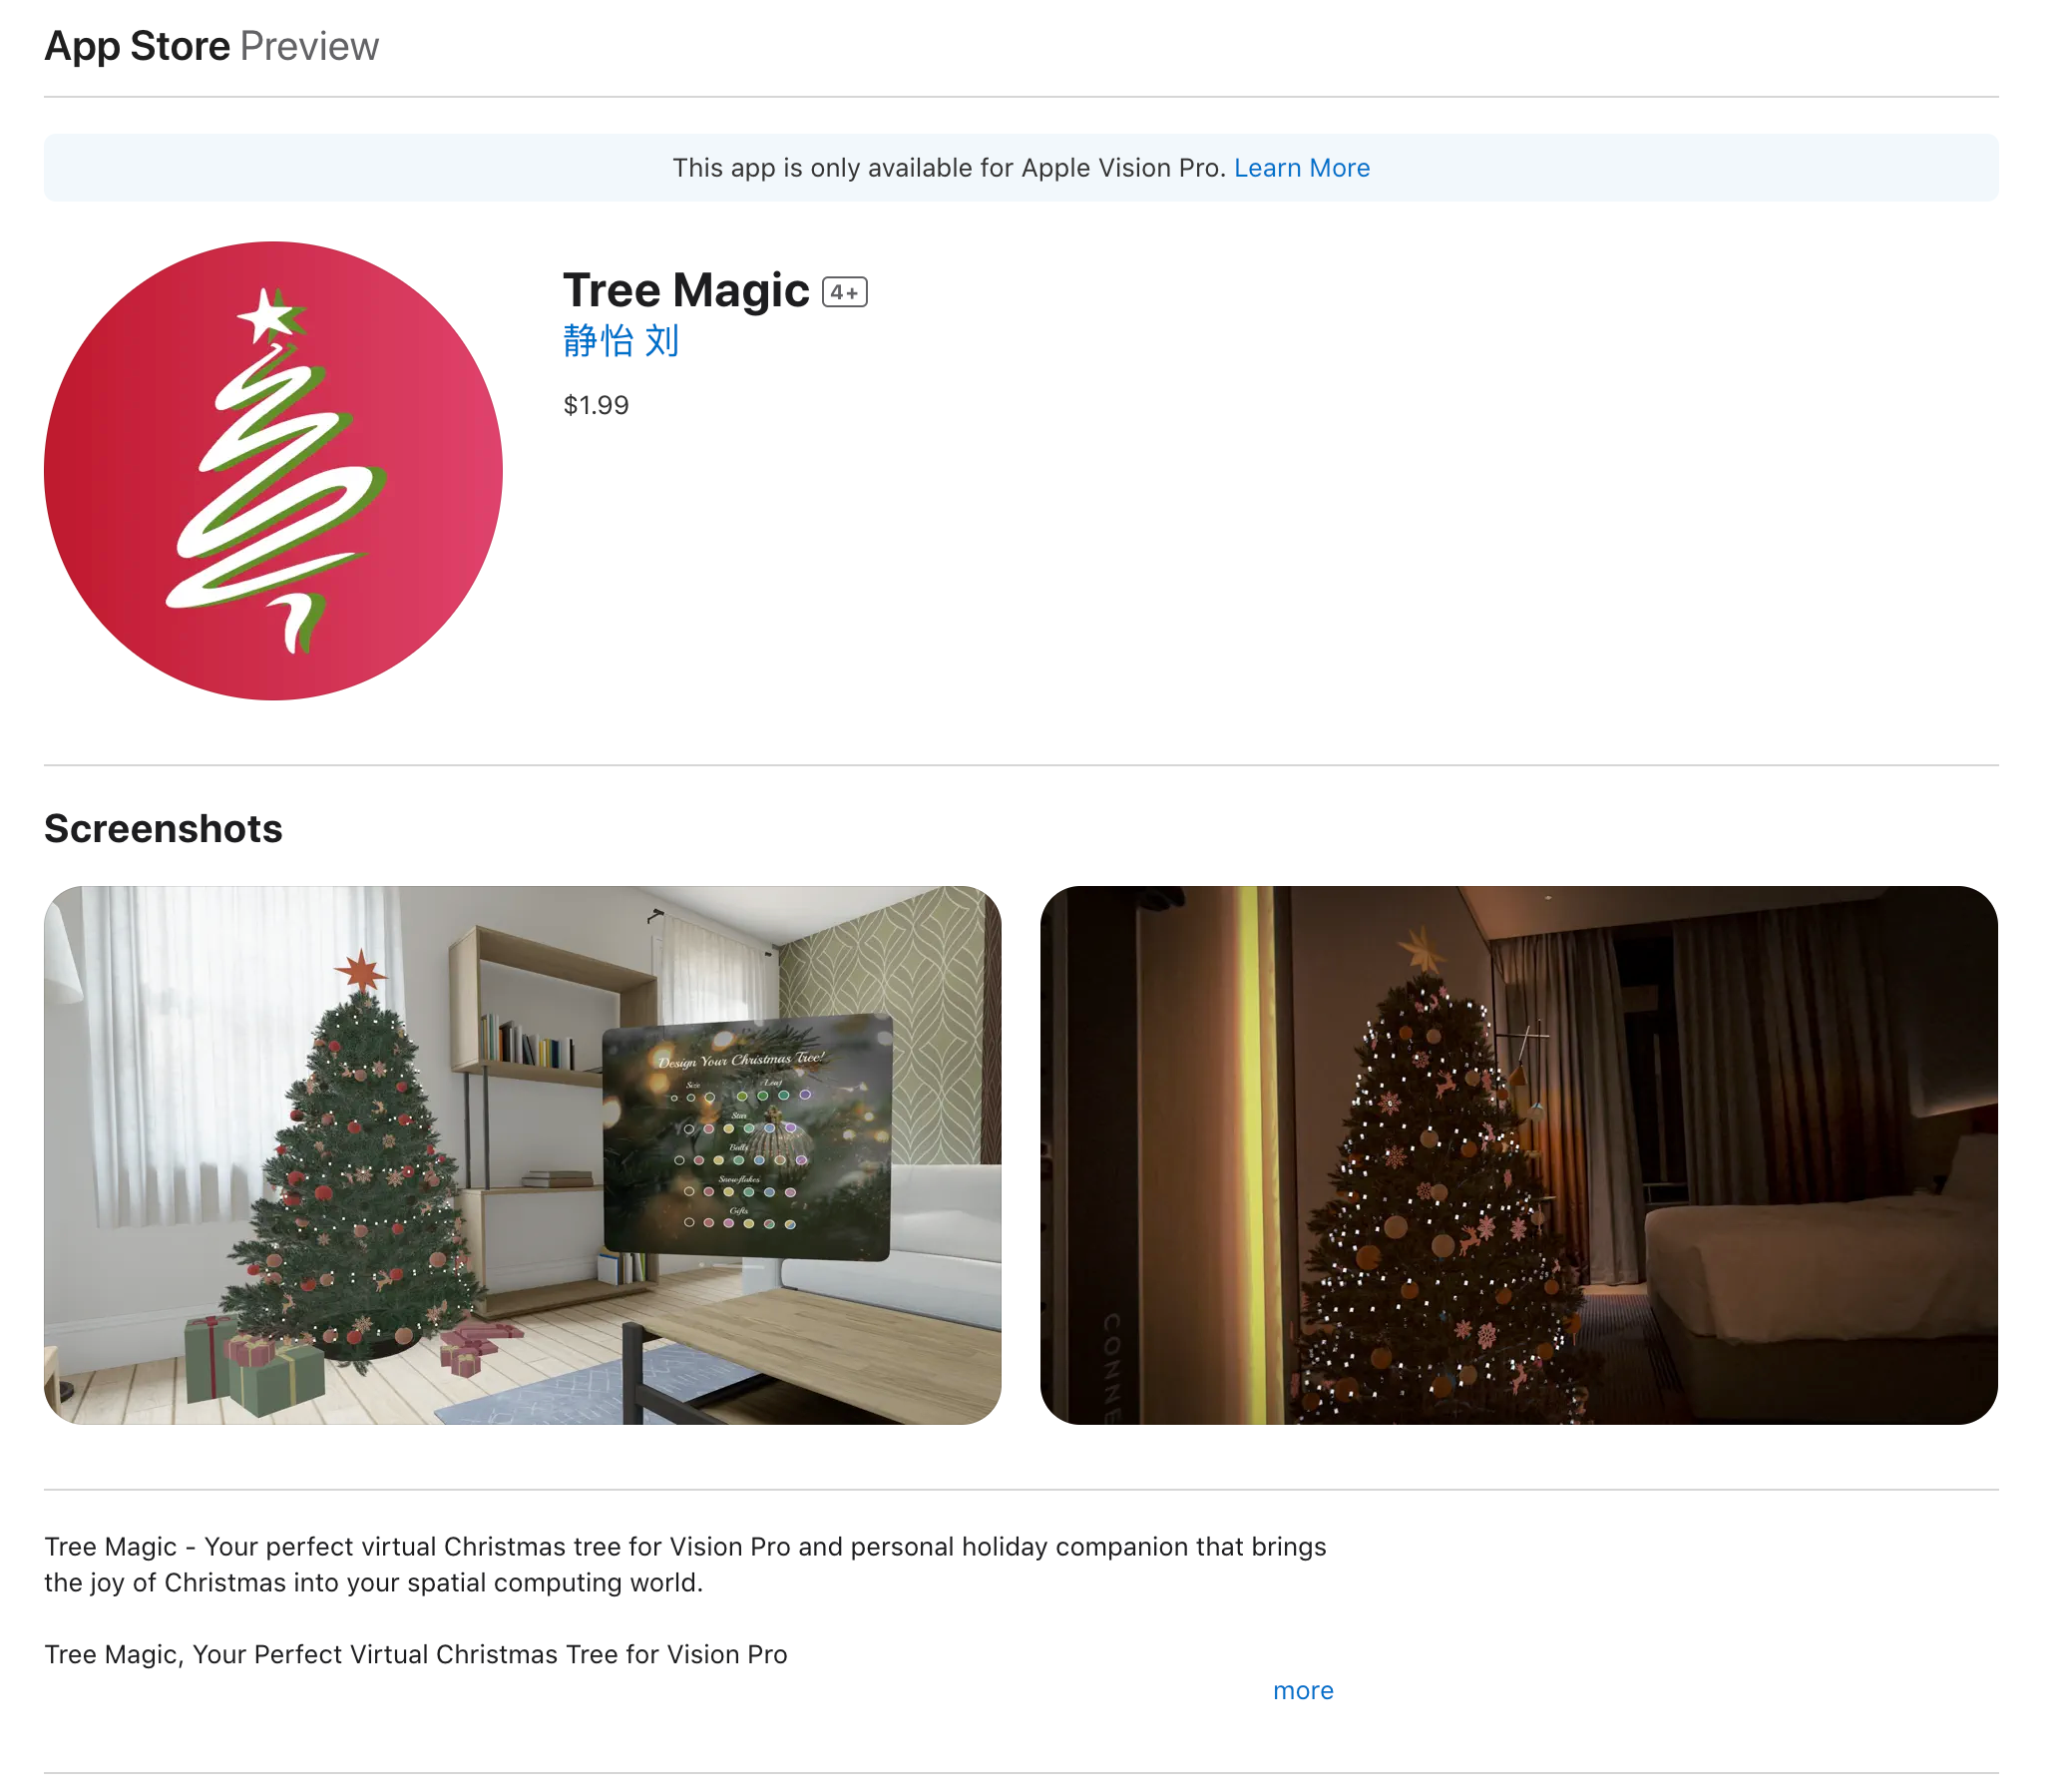 App Store Preview
This app is only available for Apple Vision Pro. Learn More
Tree Magic 4+
静怡 刘
$1.99
Screenshots
Design Your Christmas Tree!
Size Leaf
Star
Balls
Snowflakes
Gifts
CONNE
Tree Magic - Your perfect virtual Christmas tree for Vision Pro and personal holiday companion that brings
the joy of Christmas into your spatial computing world.
Tree Magic, Your Perfect Virtual Christmas Tree for Vision Pro
more